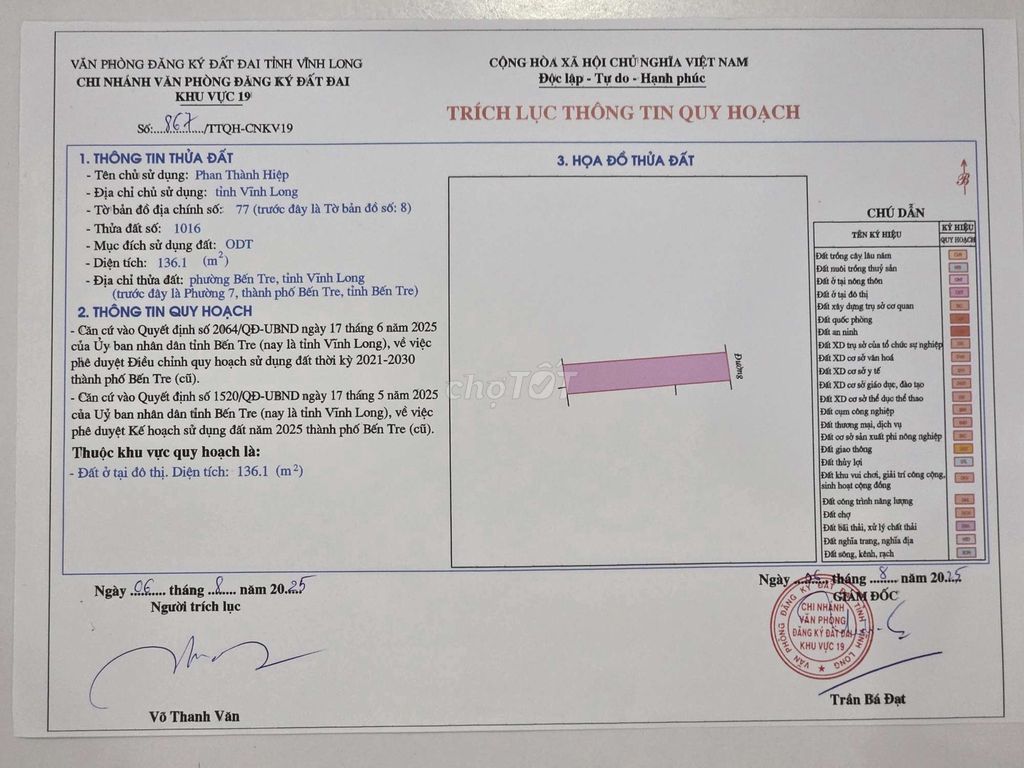 VĂN PHÒNG ĐĂNG KÝ ĐẤT ĐAI TỈNH VĨNH LONG
CHI NHÁNH VĂN PHÒNG ĐĂNG KÝ ĐẤT ĐAI
KHU VỰC 19
Số:....867..../TTQH-CNKV19
CỘNG HÒA XÃ HỘI CHỦ NGHĨA VIỆT NAM
Độc lập - Tự do - Hạnh phúc
TRÍCH LỤC THÔNG TIN QUY HOẠCH
1. THÔNG TIN THỬA ĐẤT
- Tên chủ sử dụng: Phan Thành Hiệp
- Địa chỉ chủ sử dụng: tỉnh Vĩnh Long
- Tờ bản đồ địa chính số: 77 (trước đây là Tờ bản đồ số: 8)
- Thửa đất số: 1016
- Mục đích sử dụng đất: ODT
- Diện tích: 136.1 (m²)
- Địa chỉ thửa đất: phường Bến Tre, tỉnh Vĩnh Long
(trước đây là Phường 7, thành phố Bến Tre, tỉnh Bến Tre)
2. THÔNG TIN QUY HOẠCH
- Căn cứ vào Quyết định số 2064/QĐ-UBND ngày 17 tháng 6 năm 2025
của Ủy ban nhân dân tỉnh Bến Tre (nay là tỉnh Vĩnh Long), về việc
phê duyệt Điều chỉnh quy hoạch sử dụng đất thời kỳ 2021-2030
thành phố Bến Tre (cũ).
- Căn cứ vào Quyết định số 1520/QĐ-UBND ngày 17 tháng 5 năm 2025
của Uỷ ban nhân dân tỉnh Bến Tre (nay là tỉnh Vĩnh Long), về việc
phê duyệt Kế hoạch sử dụng đất năm 2025 thành phố Bến Tre (cũ).
Thuộc khu vực quy hoạch là:
- Đất ở tại đô thị. Diện tích: 136.1 (m²)
3. HỌA ĐỒ THỬA ĐẤT
Đường
chợTỐT
B
CHÚ DẪN
TÊN KÝ HIỆU
KÝ HIỆU
QUY HOẠCH
Đất trồng cây lâu năm
Đất nuôi trồng thuỷ sản
Đất ở tại nông thôn
Đất ở tại đô thị
Đất xây dựng trụ sở cơ quan
Đất quốc phòng
Đất an ninh
Đất XD trụ sở của tổ chức sự nghiệp
Đất XD cơ sở văn hoá
Đất XD cơ sở y tế
Đất XD cơ sở giáo dục, đào tạo
Đất XD cơ sở thể dục thể thao
Đất cụm công nghiệp
Đất thương mại, dịch vụ
Đất cơ sở sản xuất phi nông nghiệp
Đất giao thông
Đất thủy lợi
Đất khu vui chơi, giải trí công cộng,
sinh hoạt cộng đồng
Đất công trình năng lượng
Đất chợ
Đất bãi thải, xử lý chất thải
Đất nghĩa trang, nghĩa địa
Đất sông, kênh, rạch
Ngày ..06.... tháng ..8.... năm 20.25
Người trích lục
Võ Thanh Văn
Ngày ..06.., tháng ..8.... năm 20.25
GIÁM ĐỐC
VĂN PHÒNG ĐĂNG KÝ ĐẤT ĐAI TỈNH VĨNH LONG
CHI NHÁNH
VĂN PHÒNG
ĐĂNG KÝ ĐẤT ĐAI
KHU VỰC 19
Trần Bá Đạt